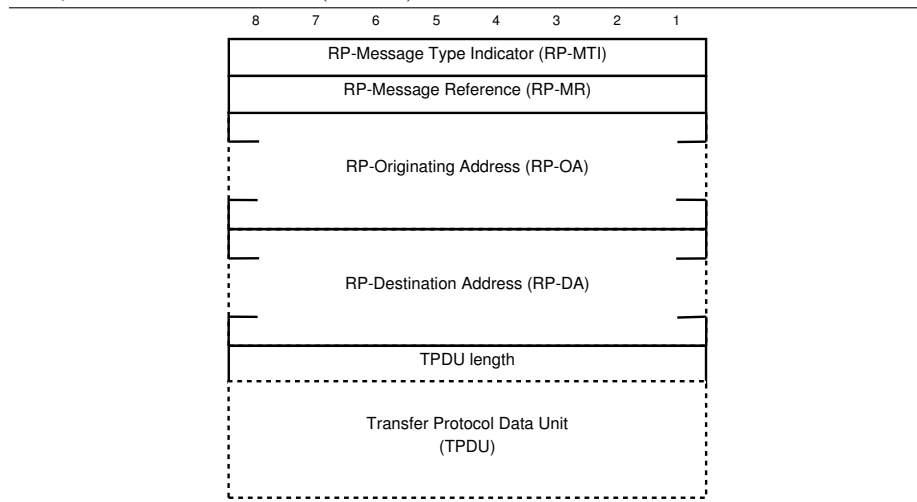 8 7 6 5 4 3 2 1
RP-Message Type Indicator (RP-MTI)
RP-Message Reference (RP-MR)
RP-Originating Address (RP-OA)
RP-Destination Address (RP-DA)
TPDU length
Transfer Protocol Data Unit
(TPDU)